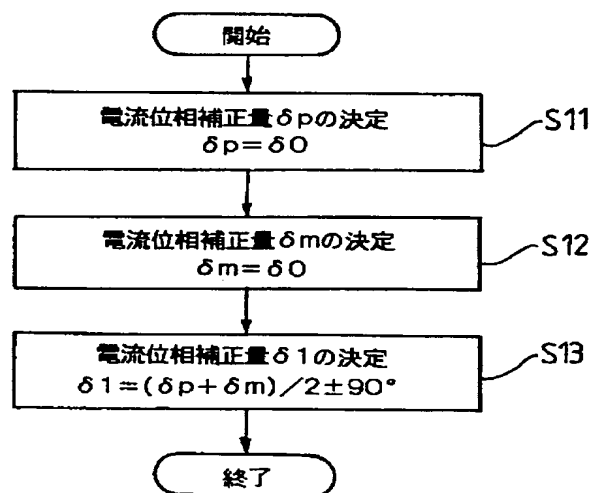 開始
電流位相補正量δpの決定
δp=δ0
S11
電流位相補正量δmの決定
δm=δ0
S12
電流位相補正量δ1の決定
δ1=(δp+δm)/2±90°
S13
終了